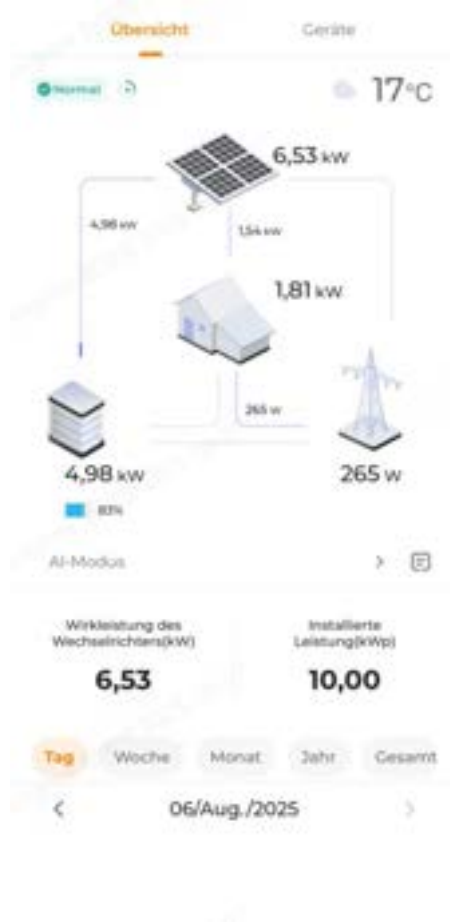 Übersicht
Geräte
Normal
17°C
6,53 kW
4,98 kW
1,54 kW
1,81 kW
265 W
4,98 kW
265 W
83%
AI-Modus
Wirkleistung des
Wechselrichters(kW)
Installierte
Leistung(kWp)
6,53
10,00
Tag
Woche
Monat
Jahr
Gesamt
06/Aug./2025